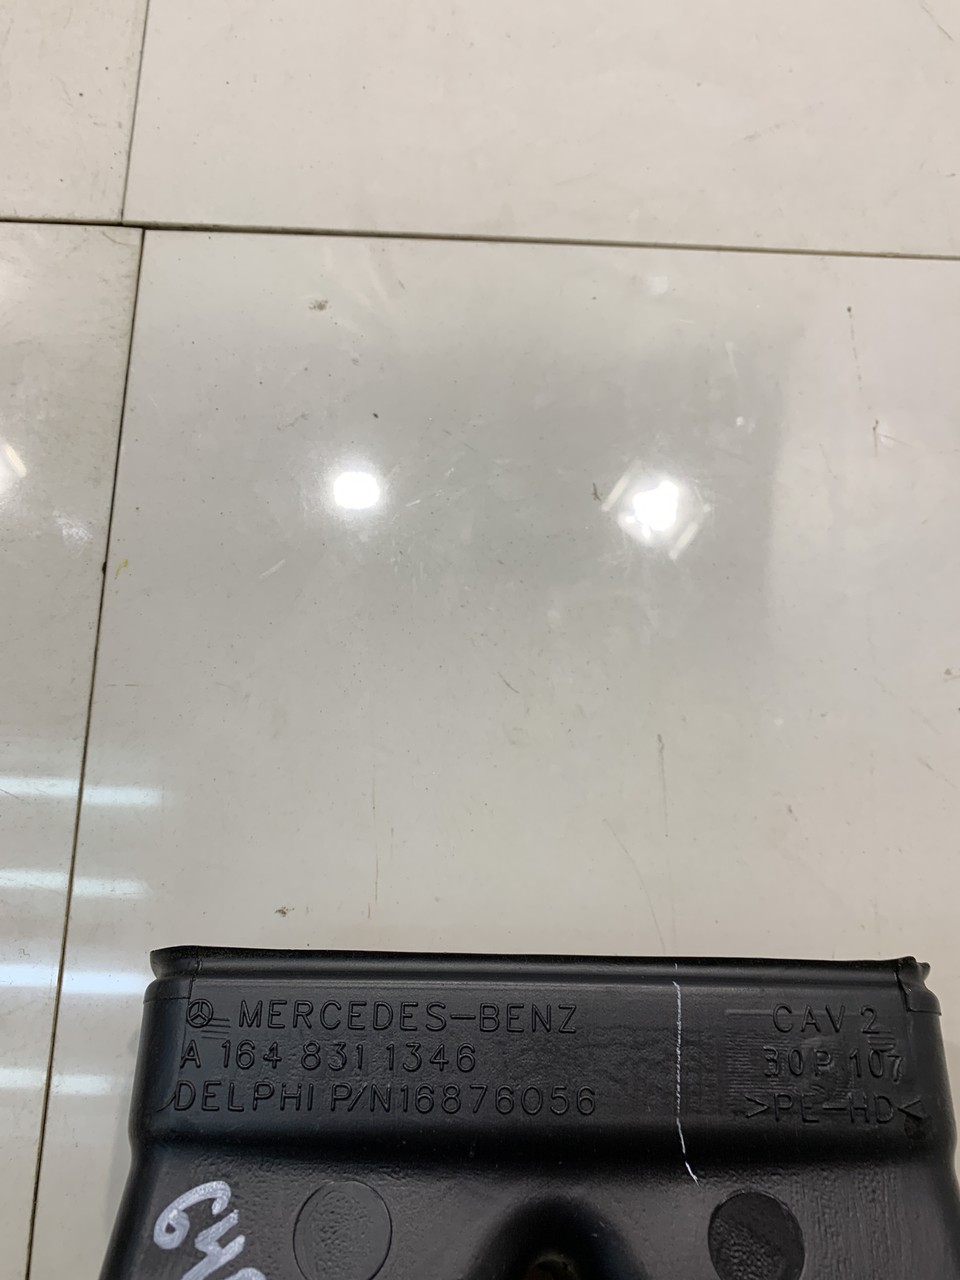 MERCEDES-BENZ
A 164 831 1346
DELPHI P/N16876056
CAV 2
30P 107
>PE-HD<